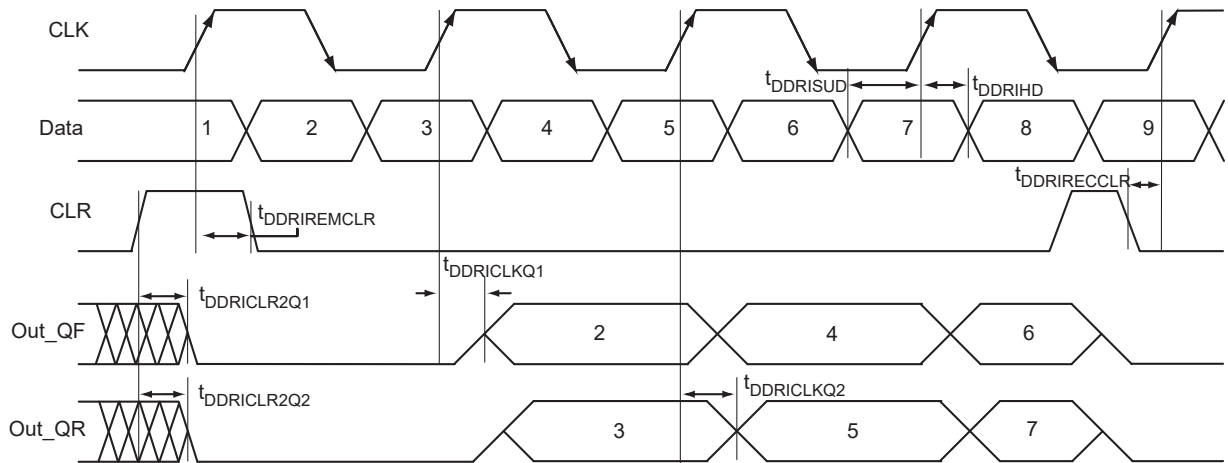 CLK
tDDRISUD
tDDRIHD
Data 1 2 3 4 5 6 7 8 9
tDDRIRECCLR
CLR
tDDRIREMCLR
tDDRICLKQ1
tDDRICLR2Q1
Out_QF 2 4 6
tDDRICLR2Q2
tDDRICLKQ2
Out_QR 3 5 7